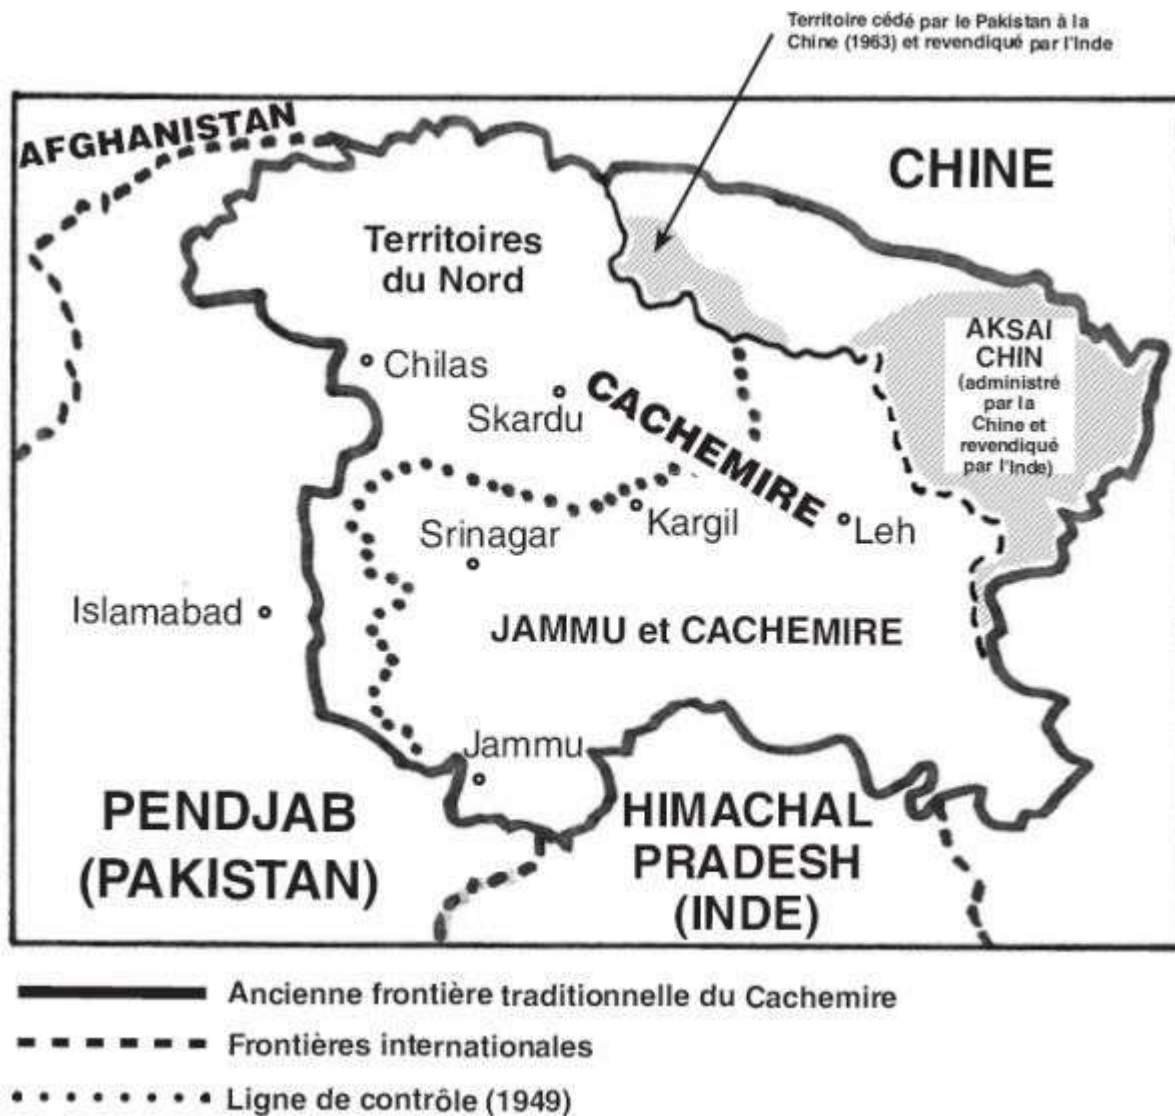 Territoire cédé par le Pakistan à la
Chine (1963) et revendiqué par l'Inde
AFGHANISTAN
CHINE
Territoires
du Nord
AKSAI
CHIN
(administré
par la
Chine et
revendiqué
par l'Inde)
Chilas
Skardu
CACHEMIRE
Srinagar
Kargil
Leh
Islamabad
JAMMU et CACHEMIRE
Jammu
PENDJAB
(PAKISTAN)
HIMACHAL
PRADESH
(INDE)
Ancienne frontière traditionnelle du Cachemire
Frontières internationales
Ligne de contrôle (1949)